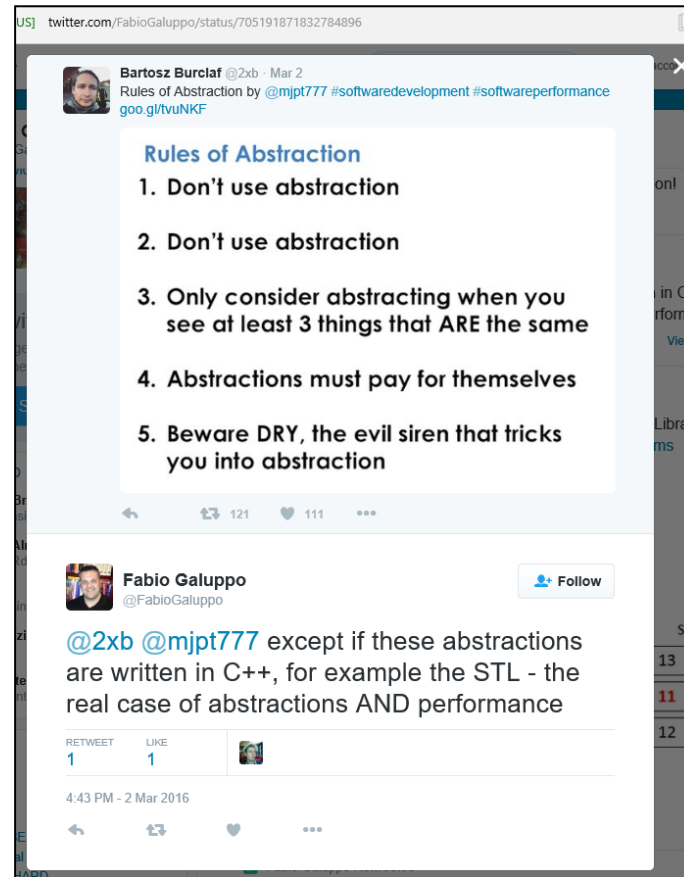 US] twitter.com/FabioGaluppo/status/705191871832784896
Bartosz Burclaf @2xb · Mar 2
Rules of Abstraction by @mjpt777 #softwaredevelopment #softwareperformance
goo.gl/tvuNKF
Rules of Abstraction
1. Don't use abstraction
2. Don't use abstraction
3. Only consider abstracting when you
see at least 3 things that ARE the same
4. Abstractions must pay for themselves
5. Beware DRY, the evil siren that tricks
you into abstraction
121 111
Fabio Galuppo
@FabioGaluppo
Follow
@2xb @mjpt777 except if these abstractions
are written in C++, for example the STL - the
real case of abstractions AND performance
RETWEET LIKE
1 1
4:43 PM - 2 Mar 2016
on!
in
Vie
Libra
ms
S
13
11
12